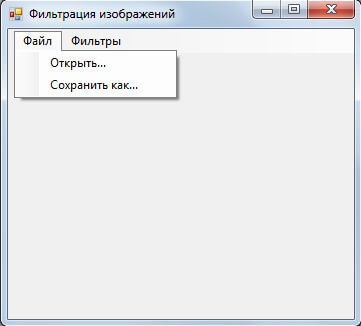 Фильтрация изображений
Файл Фильтры
Открыть...
Сохранить как...